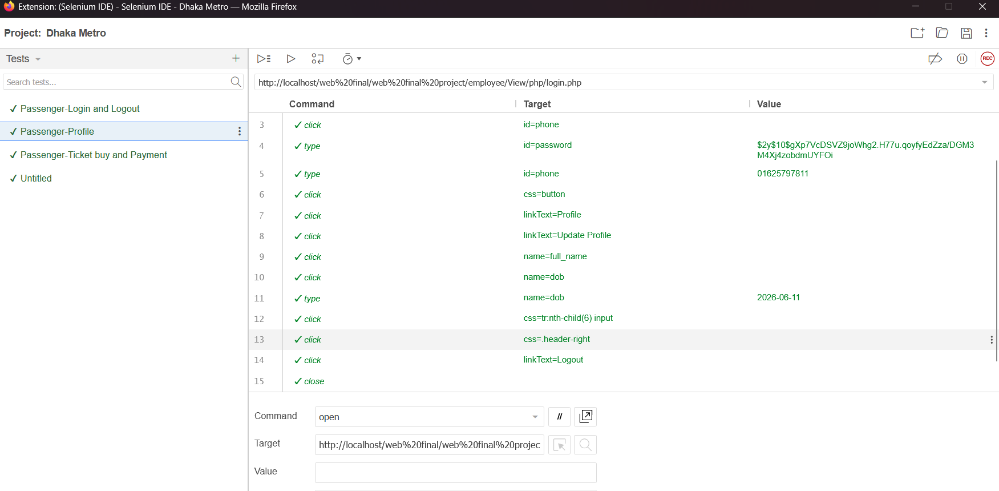 Extension: (Selenium IDE) - Selenium IDE - Dhaka Metro — Mozilla Firefox
Project: Dhaka Metro
Tests
Search tests...
✓ Passenger-Login and Logout
✓ Passenger-Profile
✓ Passenger-Ticket buy and Payment
✓ Untitled
REC
http://localhost/web%20final/web%20final%20project/employee/View/php/login.php
Command Target Value
3 ✓ click id=phone
4 ✓ type id=password $2y$10$gXp7VcDSVZ9joWhg2.H77u.qoyfyEdZza/DGM3
M4Xj4zobdmUYFOi
5 ✓ type id=phone 01625797811
6 ✓ click css=button
7 ✓ click linkText=Profile
8 ✓ click linkText=Update Profile
9 ✓ click name=full_name
10 ✓ click name=dob
11 ✓ type name=dob 2026-06-11
12 ✓ click css=tr:nth-child(6) input
13 ✓ click css=.header-right
14 ✓ click linkText=Logout
15 ✓ close
Command open //
Target http://localhost/web%20final/web%20final%20projec
Value